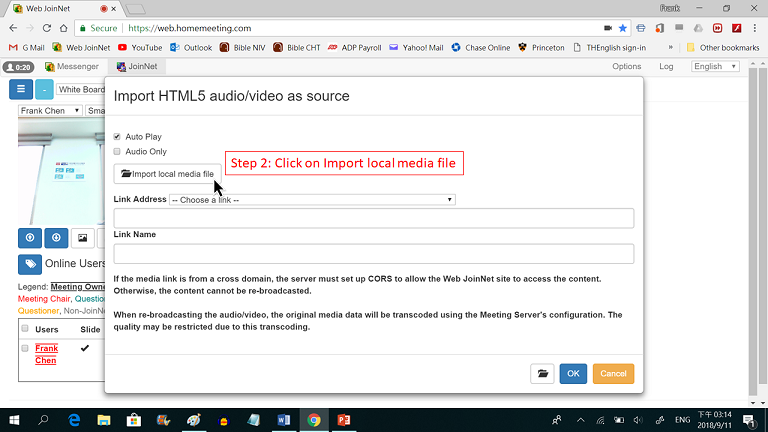 Web JoinNet
Frank
Secure https://web.homemeeting.com
G Mail Web JoinNet YouTube Outlook Bible NIV Bible CHT ADP Payroll Yahoo! Mail Chase Online Princeton THEnglish sign-in » Other bookmarks
0:20 Messenger JoinNet Options Log English
- White Board
Frank Chen Sma
Import HTML5 audio/video as source
Auto Play
Audio Only
Import local media file
Step 2: Click on Import local media file
Link Address -- Choose a link --
Link Name
If the media link is from a cross domain, the server must set up CORS to allow the Web JoinNet site to access the content.
Otherwise, the content cannot be re-broadcasted.
When re-broadcasting the audio/video, the original media data will be transcoded using the Meeting Server's configuration. The
quality may be restricted due to this transcoding.
OK Cancel
Online Users
Legend: Meeting Owne
Meeting Chair, Questio
Questioner, Non-JoinNe
Users Slide
Frank
Chen
ENG
下午 03:14
2018/9/11
1